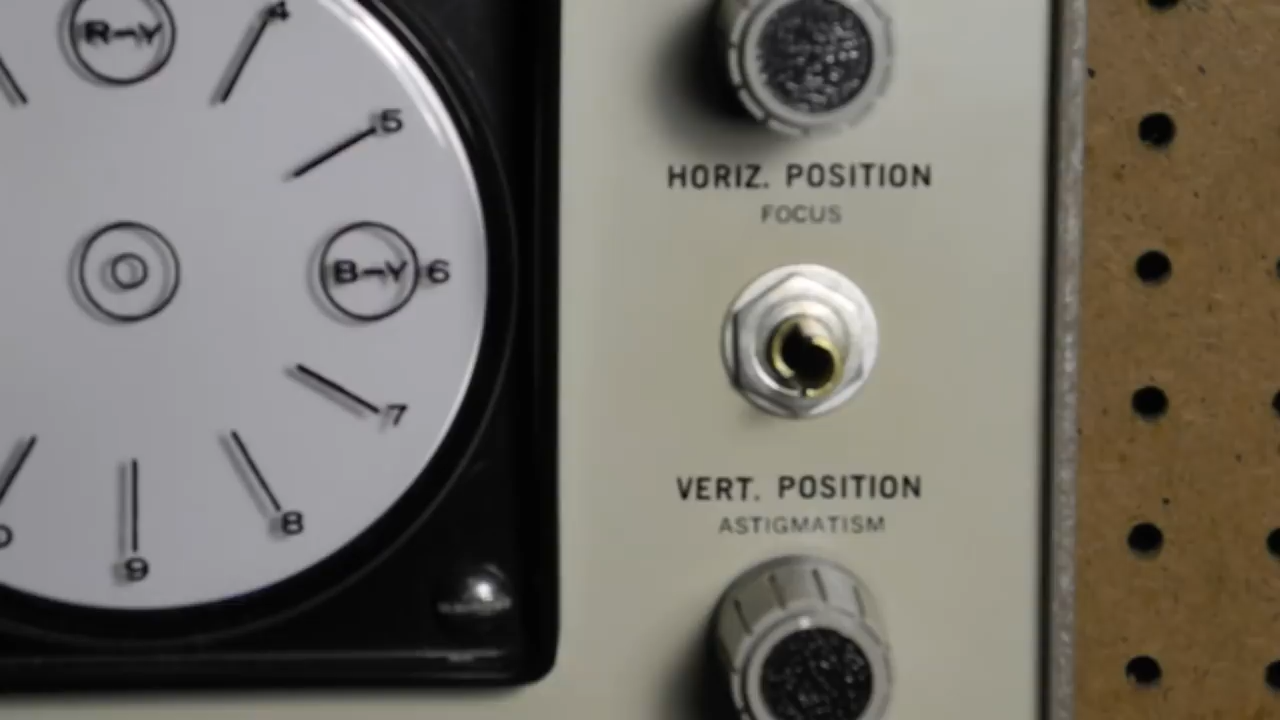 R-Y
4
5
B-Y 6
7
8
9
HORIZ. POSITION
FOCUS
VERT. POSITION
ASTIGMATISM